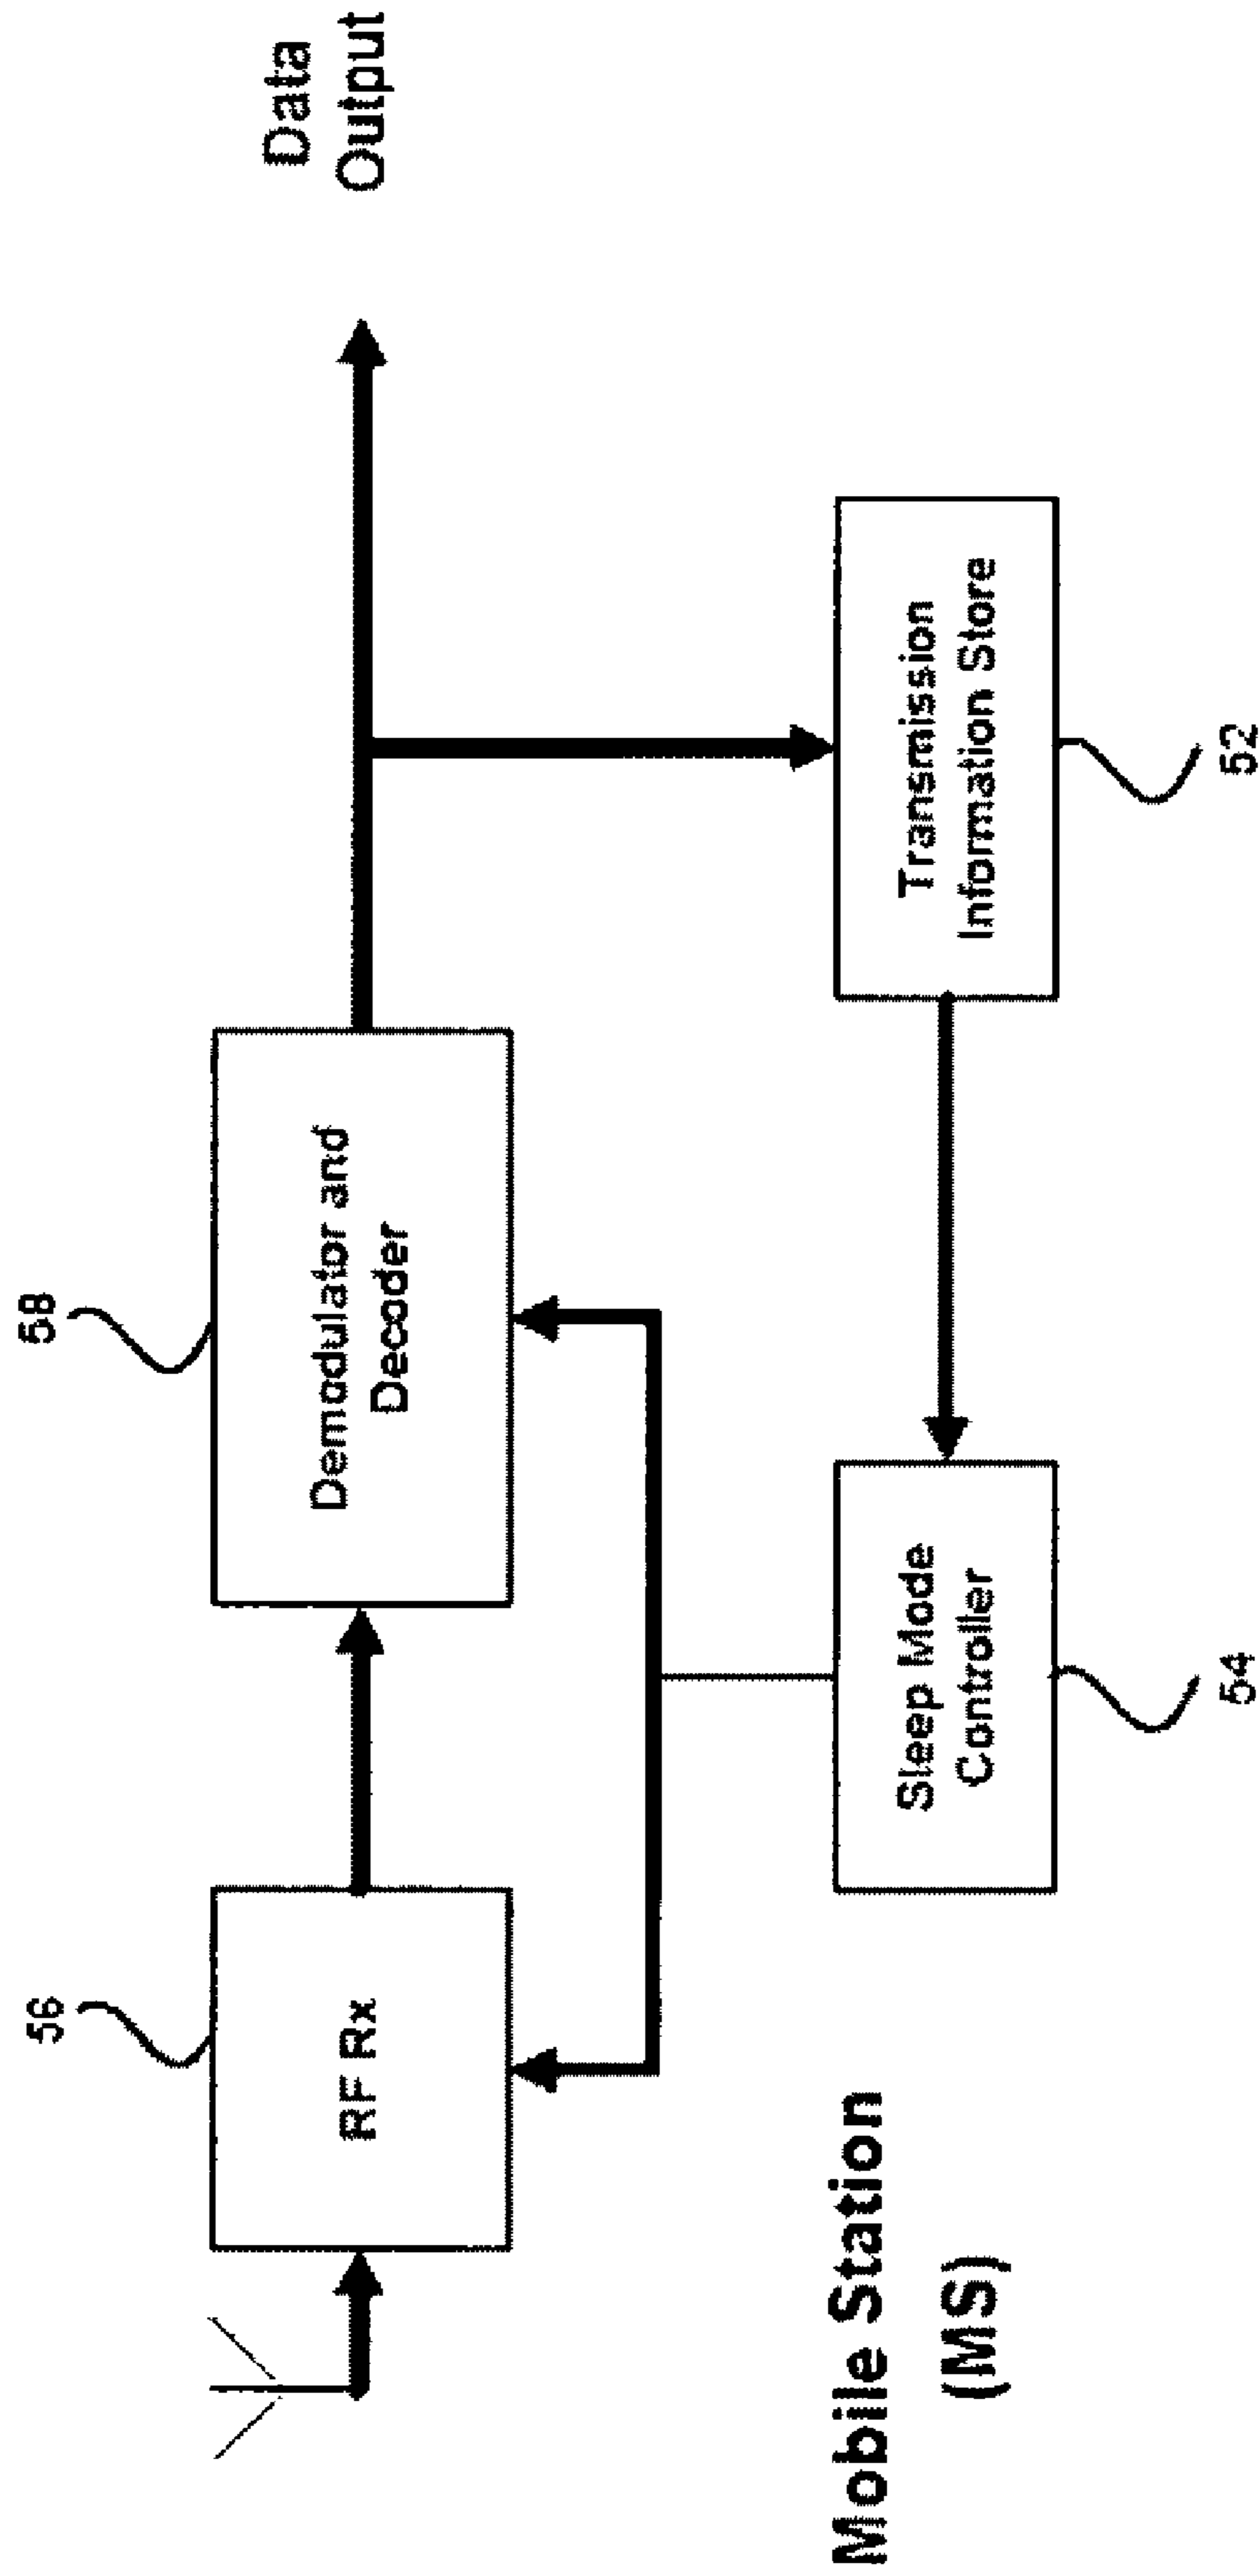 56
58
RF Rx
Demodulator and
Decoder
Data
Output
Mobile Station
(MS)
Sleep Mode
Controller
Transmission
Information Store
54
52